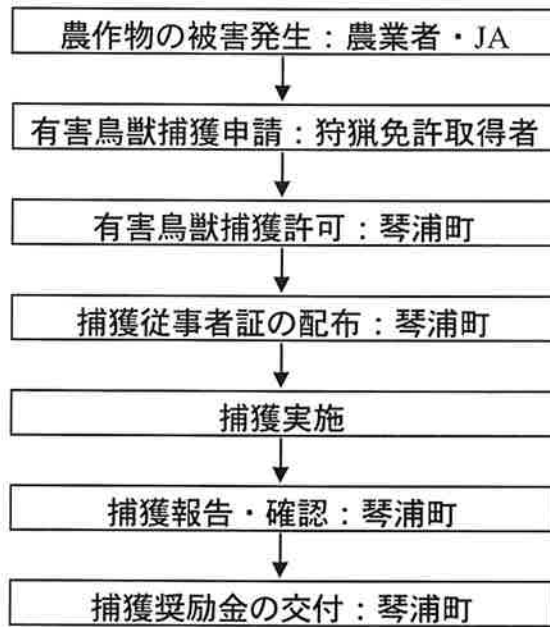 農作物の被害発生：農業者・JA
有害鳥獣捕獲申請：狩猟免許取得者
有害鳥獣捕獲許可：琴浦町
捕獲従事者証の配布：琴浦町
捕獲実施
捕獲報告・確認：琴浦町
捕獲奨励金の交付：琴浦町